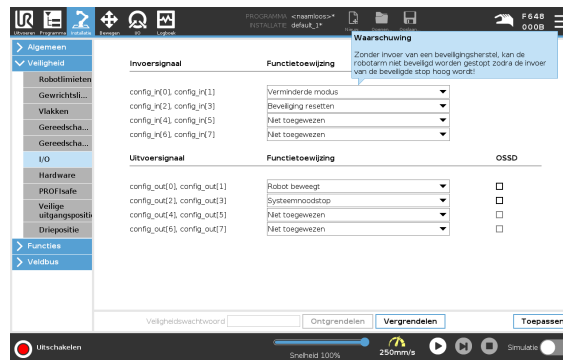 PROGRAMMA <naamloos>*
INSTALLATIE default_1*
F648
000B
Uitvoeren Programma Installatie Bewegen I/O Logboek
Waarschuwing
Zonder invoer van een beveiligingsherstel, kan de
robotarm niet beveiligd worden gestopt zodra de invoer
van de beveiligde stop hoog wordt!
Algemeen
Veiligheid
Robotlimieten
Gewrichtsli...
Vlakken
Gereedscha...
Gereedscha...
I/O
Hardware
PROFIsafe
Veilige
uitgangspositi
Driepositie
Functies
Veldbus
Invoersignaal Functietoewijzing
config_in[0], config_in[1] Verminderde modus
config_in[2], config_in[3] Beveiliging resetten
config_in[4], config_in[5] Niet toegewezen
config_in[6], config_in[7] Niet toegewezen
Uitvoersignaal Functietoewijzing OSSD
config_out[0], config_out[1] Robot beweegt
config_out[2], config_out[3] Systeemnoodstop
config_out[4], config_out[5] Niet toegewezen
config_out[6], config_out[7] Niet toegewezen
Veiligheidswachtwoord Ontgrendelen Vergrendelen Toepassen
Uitschakelen
Snelheid 100%
250mm/s
Simulatie